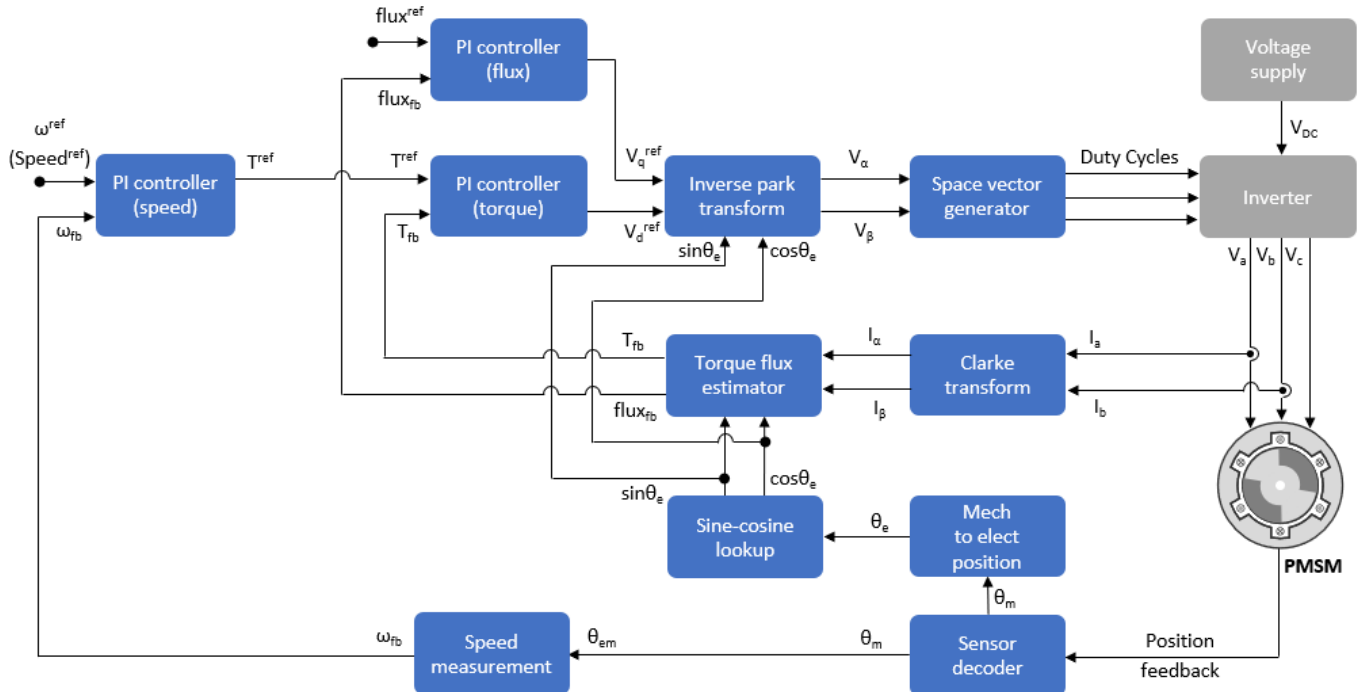 flux^ref
PI controller
(flux)
flux_fb
Voltage
supply
V_DC
ω^ref
(Speed^ref)
PI controller
(speed)
ω_fb
T^ref
T^ref
PI controller
(torque)
T_fb
V_q^ref
V_d^ref
Inverse park
transform
sinθ_e
cosθ_e
V_α
V_β
Space vector
generator
Duty Cycles
Inverter
V_a
V_b
V_c
T_fb
flux_fb
Torque flux
estimator
I_α
I_β
Clarke
transform
I_a
I_b
sinθ_e
cosθ_e
Sine-cosine
lookup
θ_e
Mech
to elect
position
PMSM
θ_m
ω_fb
Speed
measurement
θ_em
θ_m
Sensor
decoder
Position
feedback